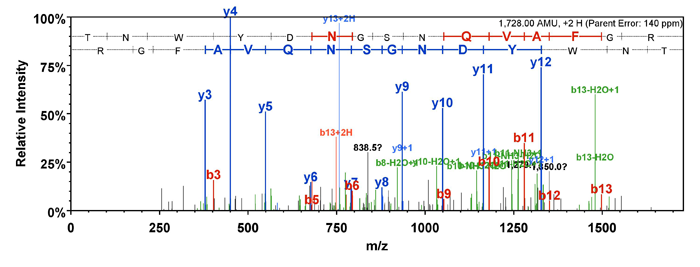 y4
y13+2H
1,728.00 AMU, +2 H (Parent Error: 140 ppm)
100%
T N W Y D N G S N Q V A F G R
R G F A V Q N S G N D Y W N T
75%
y3
y5
y9
y10
y11
y12
b13-H2O+1
50%
b13+2H
838.5?
y9+1
b8-H2O+1
y10-H2O+1
y11+1
b11
b13-H2O
25%
b3
y6
b5
y7
b6
y8
b9
b10
1,350.0?
b12
b13
0%
0 250 500 750 1000 1250 1500
Relative Intensity
m/z